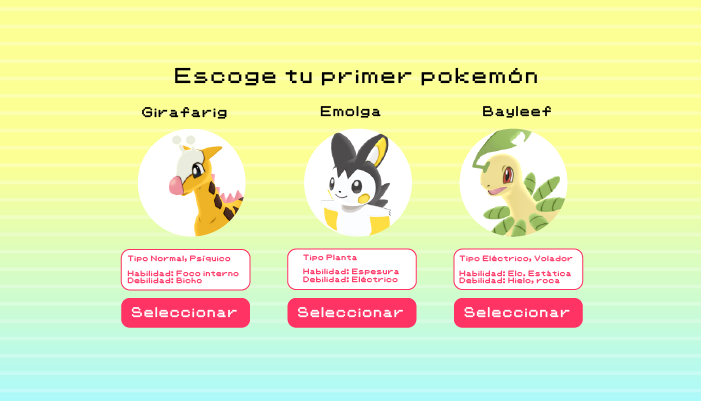 Escoge tu primer pokemón
Girafarig
Emolga
Bayleef
Tipo Normal, Psíquico
Habilidad: Foco interno
Debilidad: Bicho
Tipo Planta
Habilidad: Espesura
Debilidad: Eléctrico
Tipo Eléctrico, Volador
Habilidad: Elc. Estática
Debilidad: Hielo, roca
Seleccionar
Seleccionar
Seleccionar